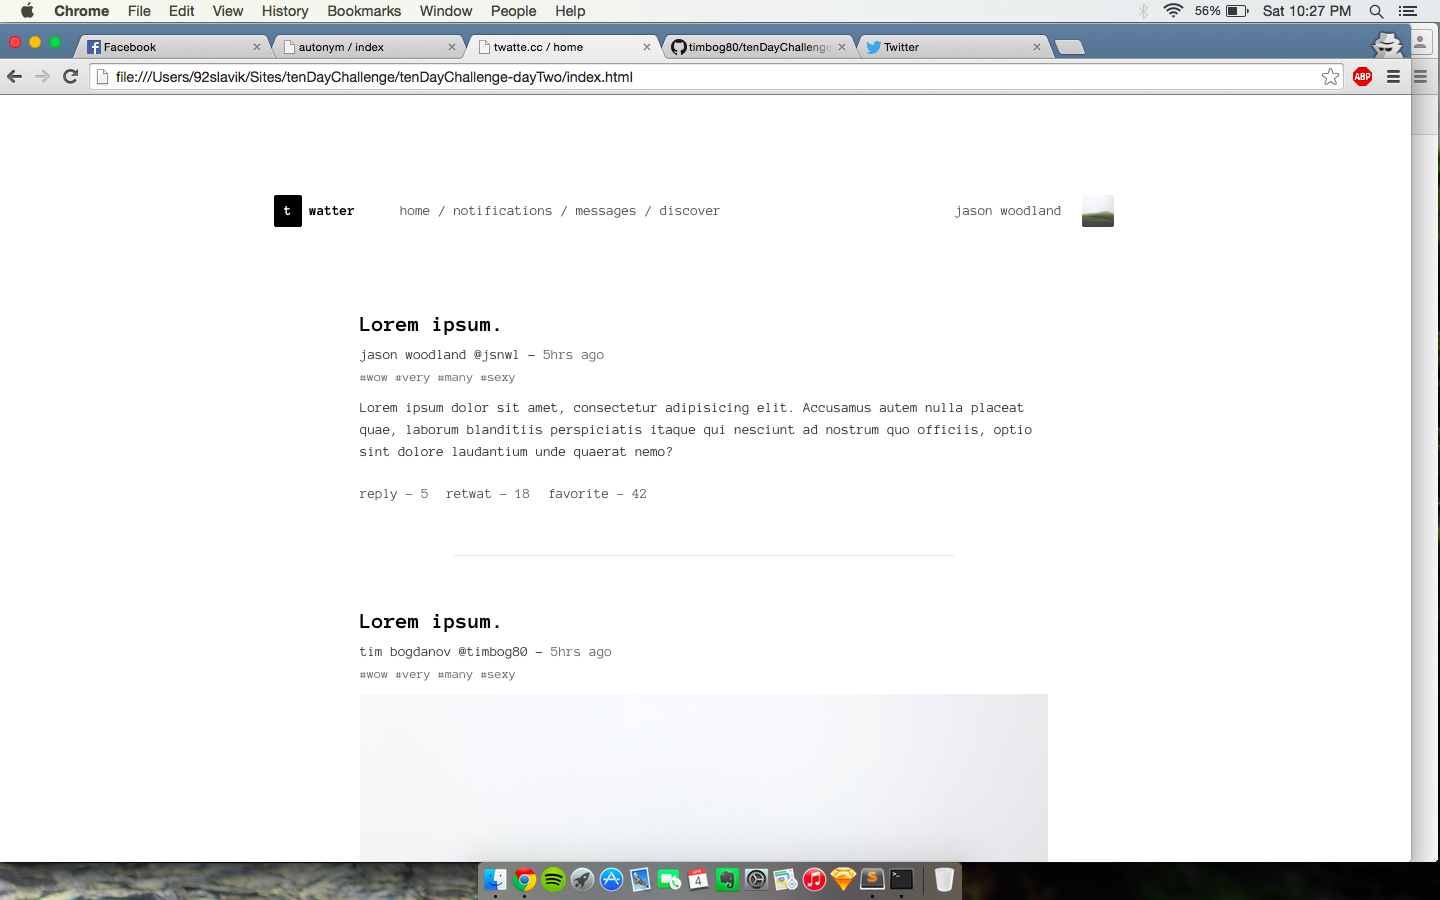 Chrome File Edit View History Bookmarks Window People Help 56% Sat 10:27 PM
Facebook autonym / index twatte.cc / home timbog80/tenDayChallenge Twitter
file:///Users/92slavik/Sites/tenDayChallenge/tenDayChallenge-dayTwo/index.html
ABP
t watter home / notifications / messages / discover jason woodland
Lorem ipsum.
jason woodland @jsnwl – 5hrs ago
#wow #very #many #sexy
Lorem ipsum dolor sit amet, consectetur adipisicing elit. Accusamus autem nulla placeat
quae, laborum blanditiis perspiciatis itaque qui nesciunt ad nostrum quo officiis, optio
sint dolore laudantium unde quaerat nemo?
reply – 5 retwat – 18 favorite – 42
Lorem ipsum.
tim bogdanov @timbog80 – 5hrs ago
#wow #very #many #sexy
4